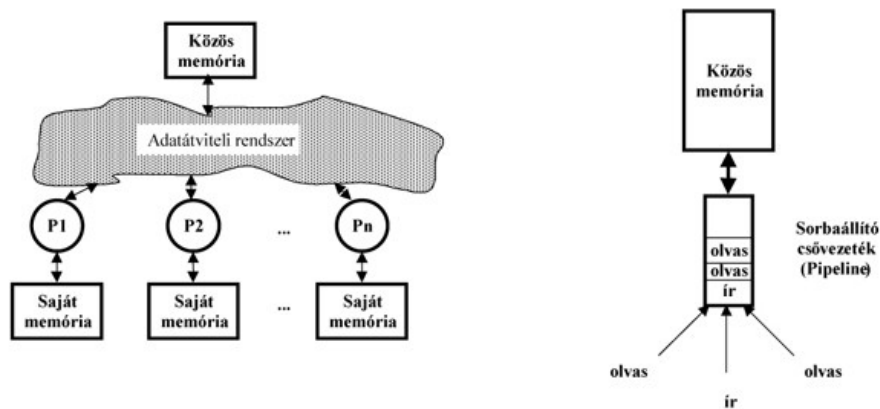 Közös
memória
Adatátviteli rendszer
P1
P2
...
Pn
Saját
memória
Saját
memória
...
Saját
memória
Közös
memória
olvas
olvas
ír
Sorbaállító
csővezeték
(Pipeline)
olvas
olvas
ír